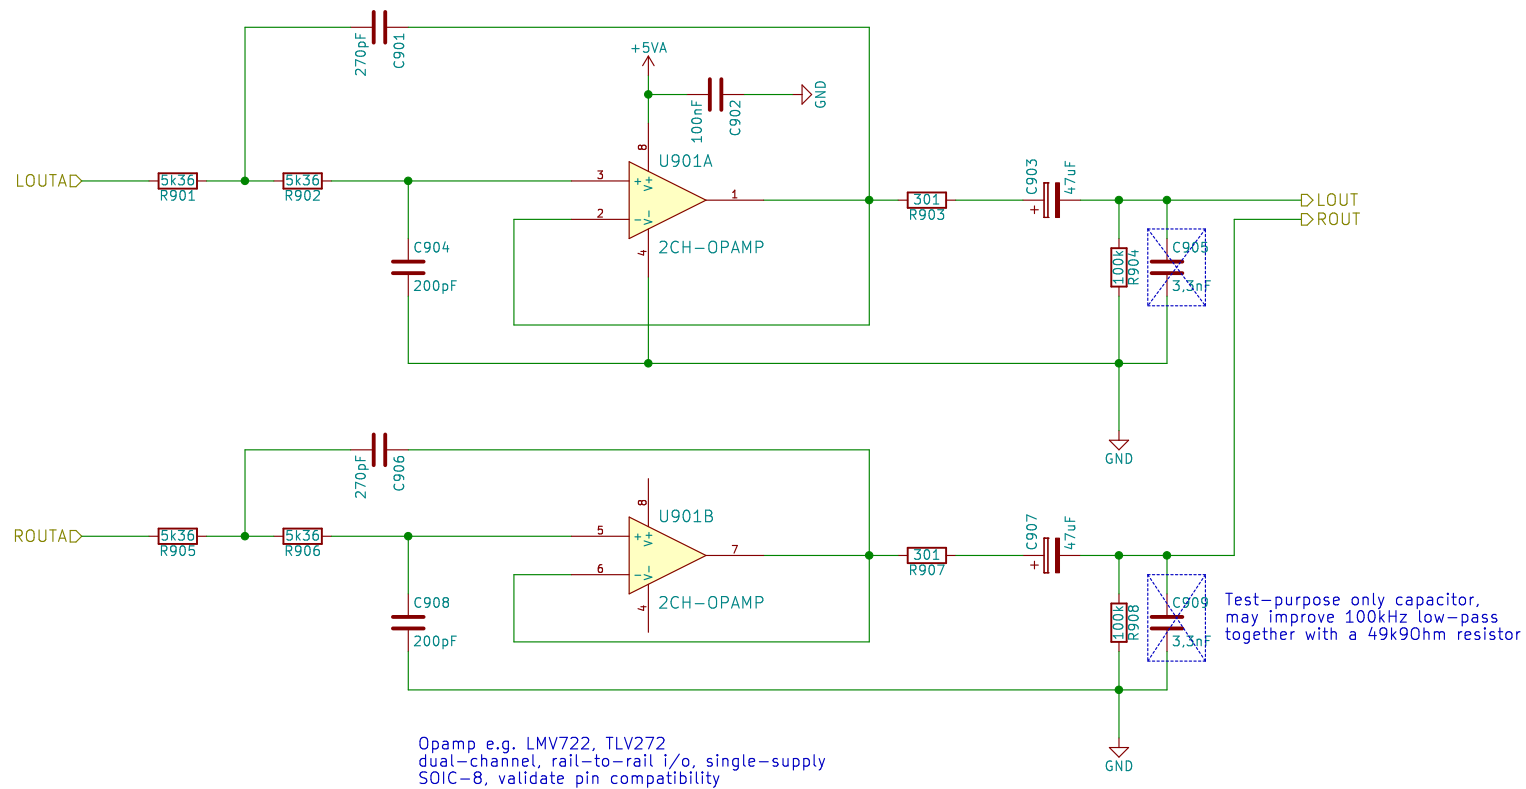 270pF
C901
+5VA
100nF
C902
GND
8
U901A
LOUTA
5k36
R901
5k36
R902
3
+
V+
2
−
V−
1
4
2CH−OPAMP
301
R903
C903
+
47uF
LOUT
ROUT
C904
200pF
100k
R904
C905
3,3nF
GND
270pF
C906
8
U901B
ROUTA
5k36
R905
5k36
R906
5
+
V+
6
−
V−
7
4
2CH−OPAMP
301
R907
C907
+
47uF
C908
200pF
100k
R908
C909
3,3nF
Test−purpose only capacitor,
may improve 100kHz low−pass
together with a 49k9Ohm resistor
GND
Opamp e.g. LMV722, TLV272
dual−channel, rail−to−rail i/o, single−supply
SOIC−8, validate pin compatibility